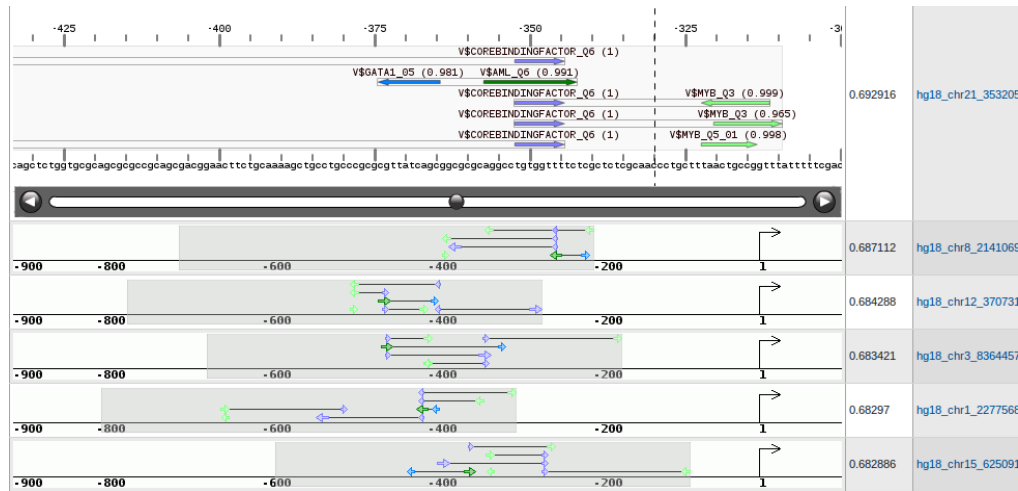 -425 -400 -375 -350 -325 -30
V$COREBINDINGFACTOR_Q6 (1)
V$GATA1_05 (0.981) V$AML_Q6 (0.991)
V$COREBINDINGFACTOR_Q6 (1) V$MYB_Q3 (0.999)
0.692916 hg18_chr21_353205
V$COREBINDINGFACTOR_Q6 (1) V$MYB_Q3 (0.965)
V$COREBINDINGFACTOR_Q6 (1) V$MYB_Q5_01 (0.998)
0.687112 hg18_chr8_2141069
-900 -800 -600 -400 -200 1
0.684288 hg18_chr12_370731
-900 -800 -600 -400 -200 1
0.683421 hg18_chr3_8364457
-900 -800 -600 -400 -200 1
0.68297 hg18_chr1_2277568
-900 -800 -600 -400 -200 1
0.682886 hg18_chr15_625091
-900 -800 -600 -400 -200 1